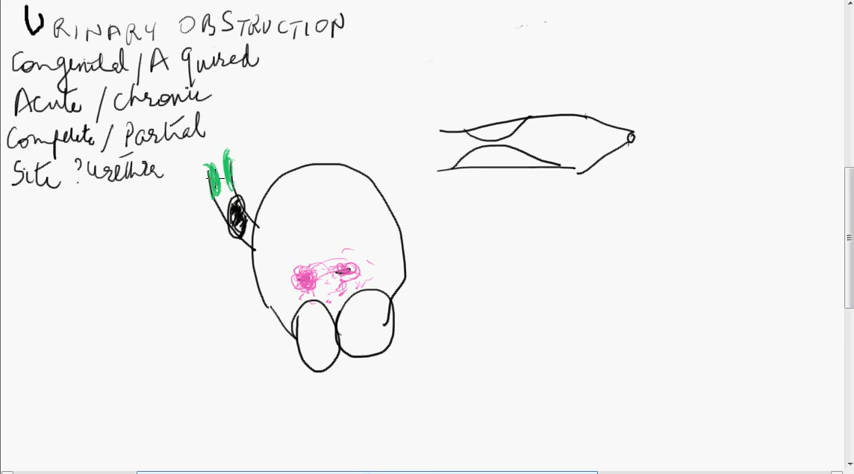 URINARY OBSTRUCTION
Congenital / Aquired
Acute / chronic
Complete / Partial
Site ? Urethra